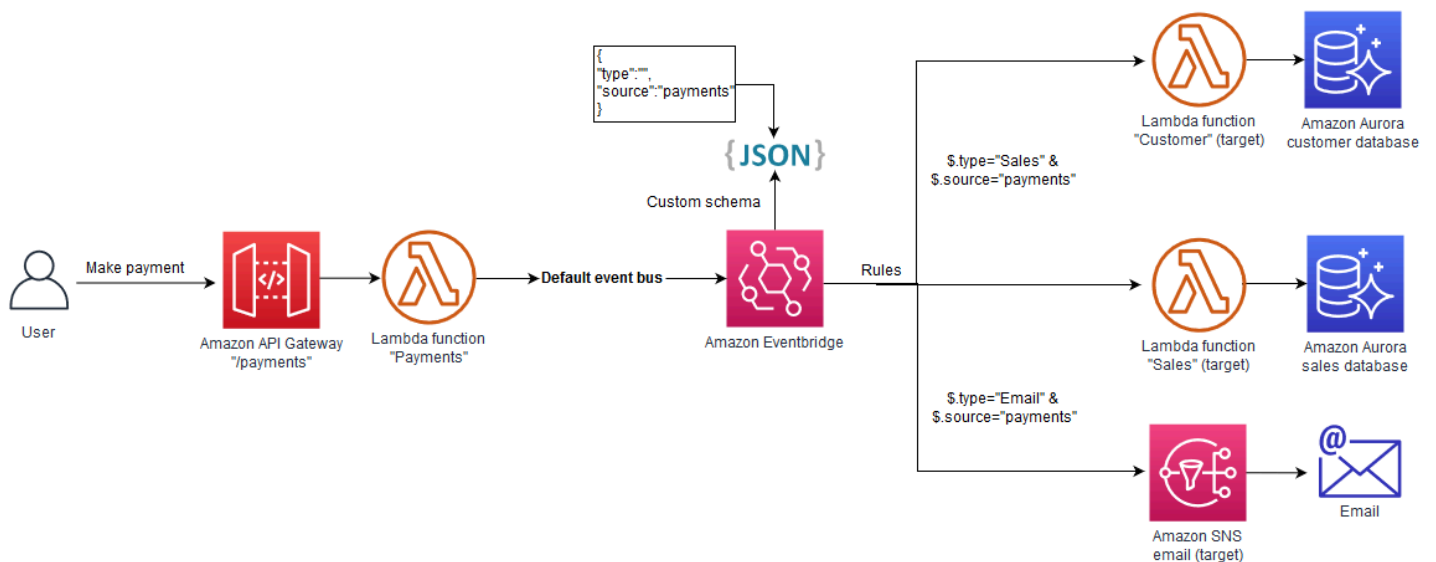 {
"type":"",
"source":"payments"
}
{JSON}
Custom schema
Make payment
User
Amazon API Gateway
"/payments"
Lambda function
"Payments"
Default event bus
Amazon Eventbridge
Rules
$.type="Sales" &
$.source="payments"
$.type="Email" &
$.source="payments"
Lambda function
"Customer" (target)
Amazon Aurora
customer database
Lambda function
"Sales" (target)
Amazon Aurora
sales database
Amazon SNS
email (target)
@
Email